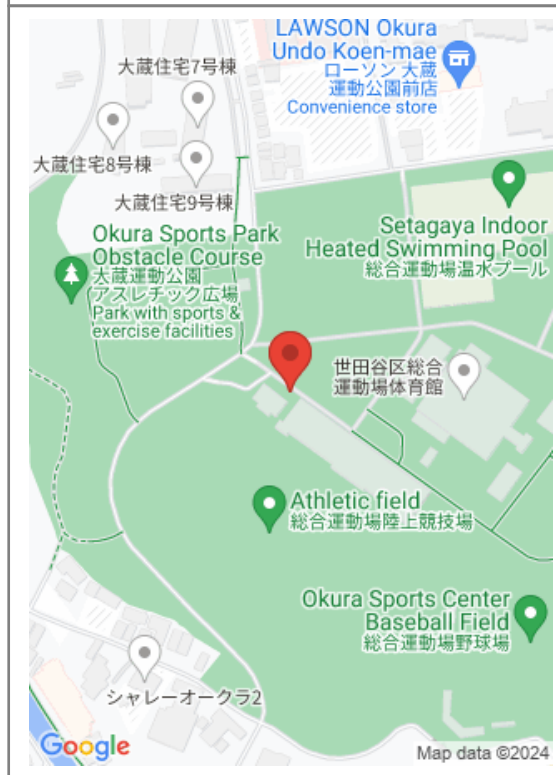 LAWSON Okura
Undo Koen-mae
ローソン 大蔵
運動公園前店
Convenience store
大蔵住宅7号棟
大蔵住宅8号棟
大蔵住宅9号棟
Setagaya Indoor
Heated Swimming Pool
総合運動場温水プール
Okura Sports Park
Obstacle Course
大蔵運動公園
アスレチック広場
Park with sports &
exercise facilities
世田谷区総合
運動場体育館
Athletic field
総合運動場陸上競技場
Okura Sports Center
Baseball Field
総合運動場野球場
シャレーオークラ2
Google
Map data ©2024